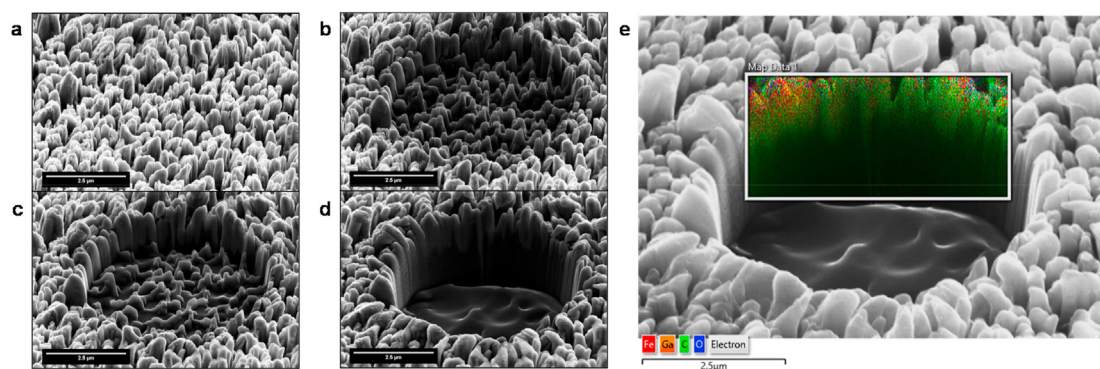 a
b
2.5 µm
2.5 µm
c
d
2.5 µm
2.5 µm
e
Map Data 1
Fe Ga C O Electron
2.5µm